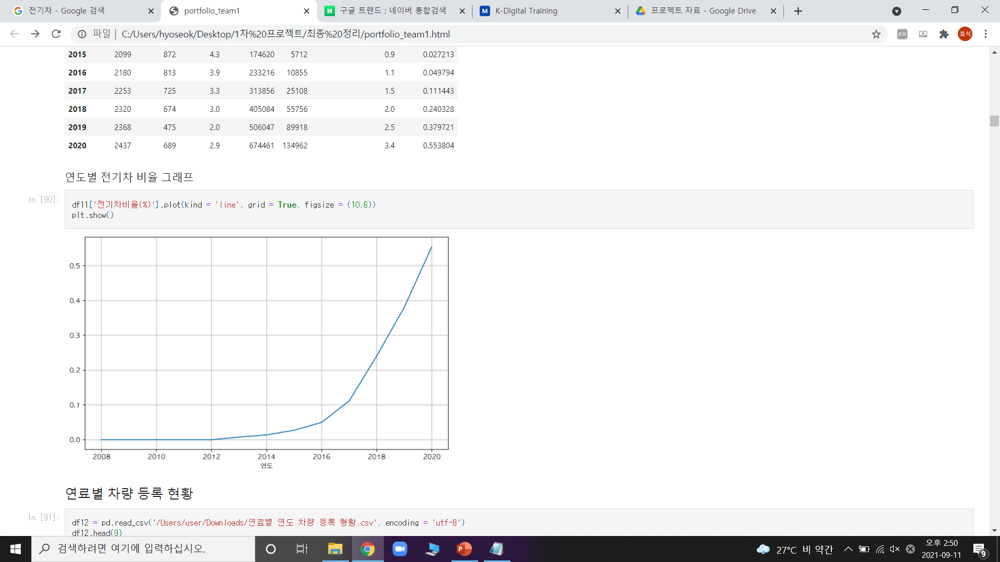 전기차 - Google 검색
portfolio_team1
구글 트랜드 : 네이버 통합검색
K-Digital Training
프로젝트 자료 - Google Drive
파일 | C:/Users/hyoseok/Desktop/1차%20프로젝트/최종%20정리/portfolio_team1.html
EX
효석
2015 2099 872 4.3 174620 5712 0.9 0.027213
2016 2180 813 3.9 233216 10855 1.1 0.049794
2017 2253 725 3.3 313856 25108 1.5 0.111443
2018 2320 674 3.0 405084 55756 2.0 0.240328
2019 2368 475 2.0 506047 89918 2.5 0.379721
2020 2437 689 2.9 674461 134962 3.4 0.553804
연도별 전기차 비율 그래프
In [90]:
df11['전기차비율(%)'].plot(kind = 'line', grid = True, figsize = (10,6))
plt.show()
0.5
0.4
0.3
0.2
0.1
0.0
2008 2010 2012 2014 2016 2018 2020
연도
연료별 차량 등록 현황
In [91]:
df12 = pd.read_csv('/Users/user/Downloads/연료별 연도 차량 등록 형황.csv', encoding = 'utf-8')
df12.head(9)
검색하려면 여기에 입력하십시오.
27°C 비 약간
오후 2:50
2021-09-11
9